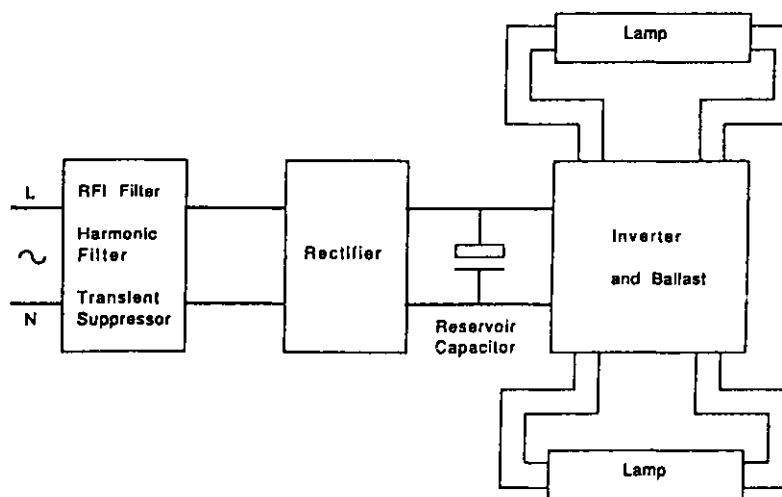 Lamp
L
RFI Filter
Harmonic
Filter
N
Transient
Suppressor
Rectifier
Reservoir
Capacitor
Inverter
and Ballast
Lamp